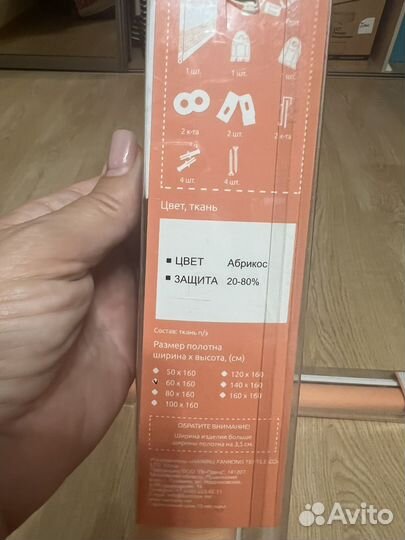 1 шт.
1 шт.
шт.
2 к-та
2 шт.
2 к-та
4 шт.
4 шт.
Цвет, ткань
▪ ЦВЕТ Абрикос
▪ ЗАЩИТА 20-80%
Состав: ткань п/э
Размер полотна
ширина x высота, (см)
50 x 160
120 x 160
60 x 160
140 x 160
80 x 160
160 x 160
100 x 160
ОБРАТИТЕ ВНИМАНИЕ!
Ширина изделия больше
ширины полотна на 3,5 см.
Avito